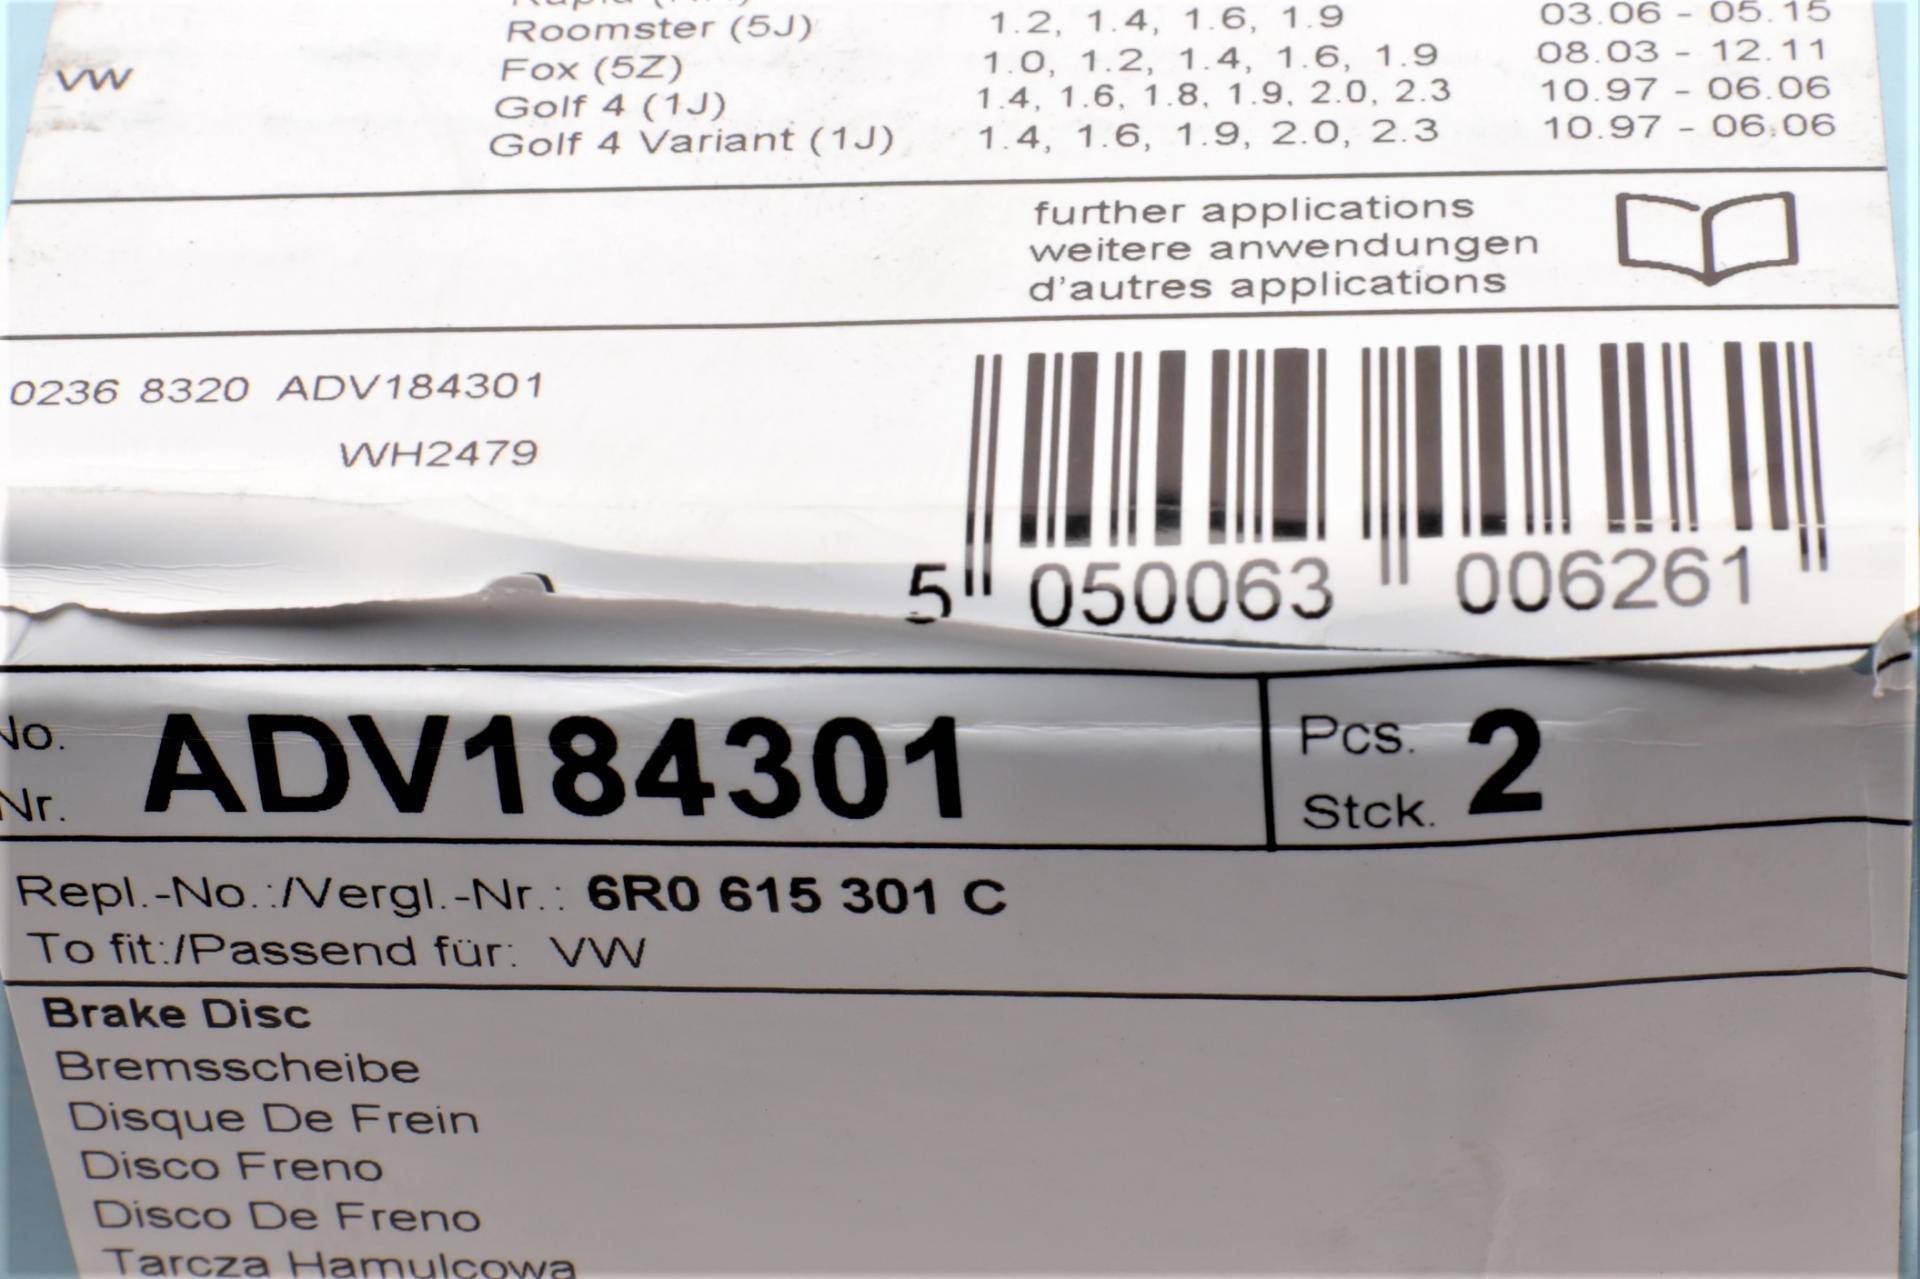 Roomster (5J) 1.2, 1.4, 1.6, 1.9 03.06 - 05.15
VW Fox (5Z) 1.0, 1.2, 1.4, 1.6, 1.9 08.03 - 12.11
Golf 4 (1J) 1.4, 1.6, 1.8, 1.9, 2.0, 2.3 10.97 - 06.06
Golf 4 Variant (1J) 1.4, 1.6, 1.9, 2.0, 2.3 10.97 - 06.06
further applications
weitere anwendungen
d'autres applications
0236 8320 ADV184301
WH2479
5 050063 006261
No. ADV184301 Pcs. 2
Nr. Stck.
Repl.-No.:/Vergl.-Nr.: 6R0 615 301 C
To fit:/Passend für: VW
Brake Disc
Bremsscheibe
Disque De Frein
Disco Freno
Disco De Freno
Tarcza Hamulcowa